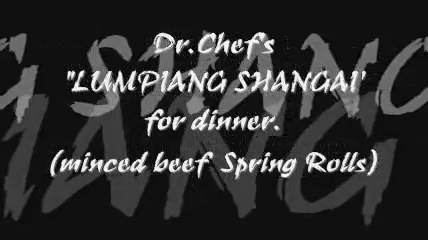 Dr.Chef's
"LUMPIANG SHANGAI'
for dinner.
(minced beef Spring Rolls)